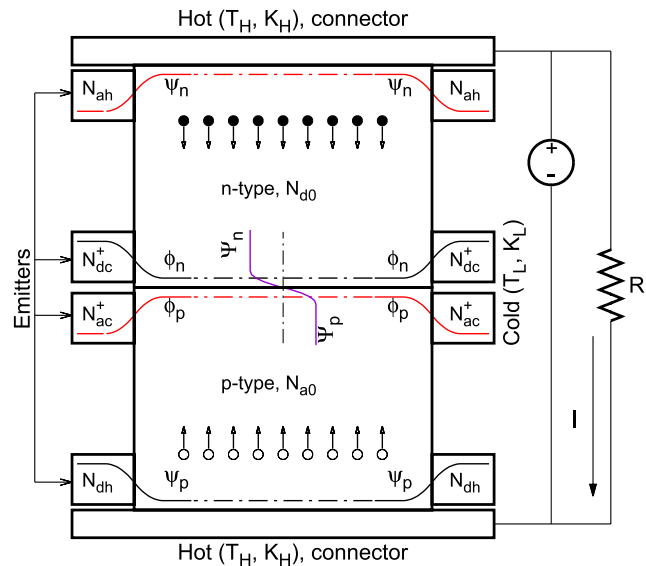 Hot (T_H, K_H), connector
N_ah ψ_n ψ_n N_ah
n-type, N_d0
+
-
N_dc^+ ϕ_n Ψ_n ϕ_n N_dc^+
Emitters
Cold (T_L, K_L)
R
N_ac^+ ϕ_p Ψ_p ϕ_p N_ac^+
p-type, N_a0
I
N_dh ψ_p ψ_p N_dh
Hot (T_H, K_H), connector